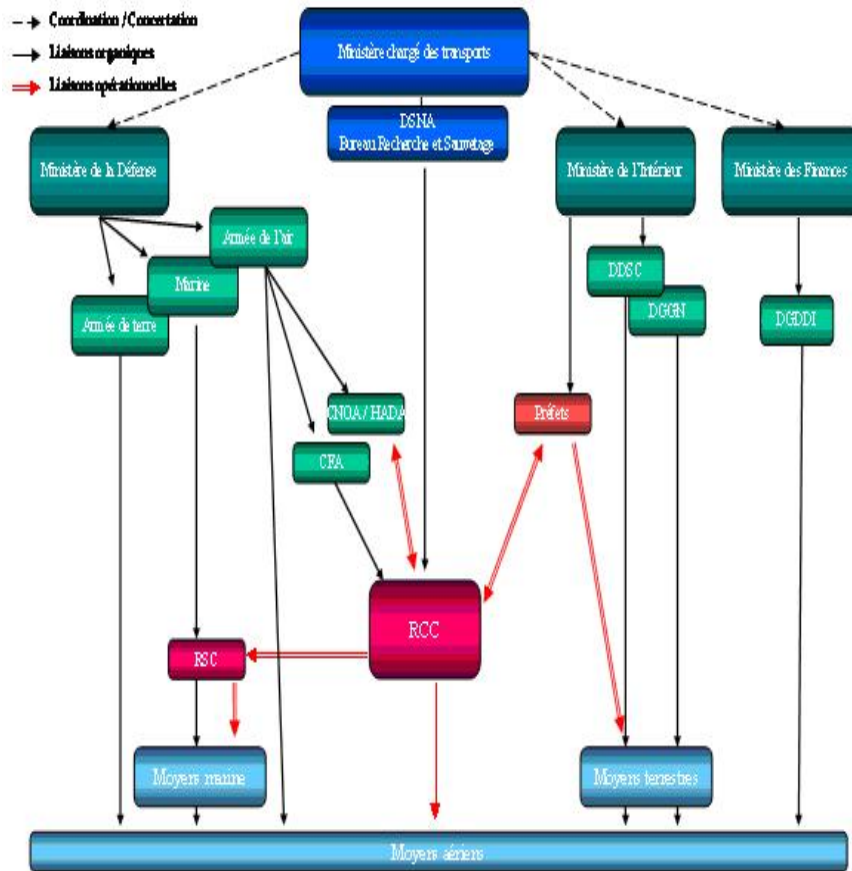 Coordination / Concertation
Liaisons organiques
Liaisons opérationnelles
Ministère chargé des transports
DSNA
Bureau Recherche et Sauvetage
Ministère de la Défense
Ministère de l'Intérieur
Ministère des Finances
Armée de l'air
Marine
Armée de terre
DDSC
DGGN
DGDDI
CNOA / HADA
CFA
Préfets
RCC
RSC
Moyens marine
Moyens terrestres
Moyens aériens